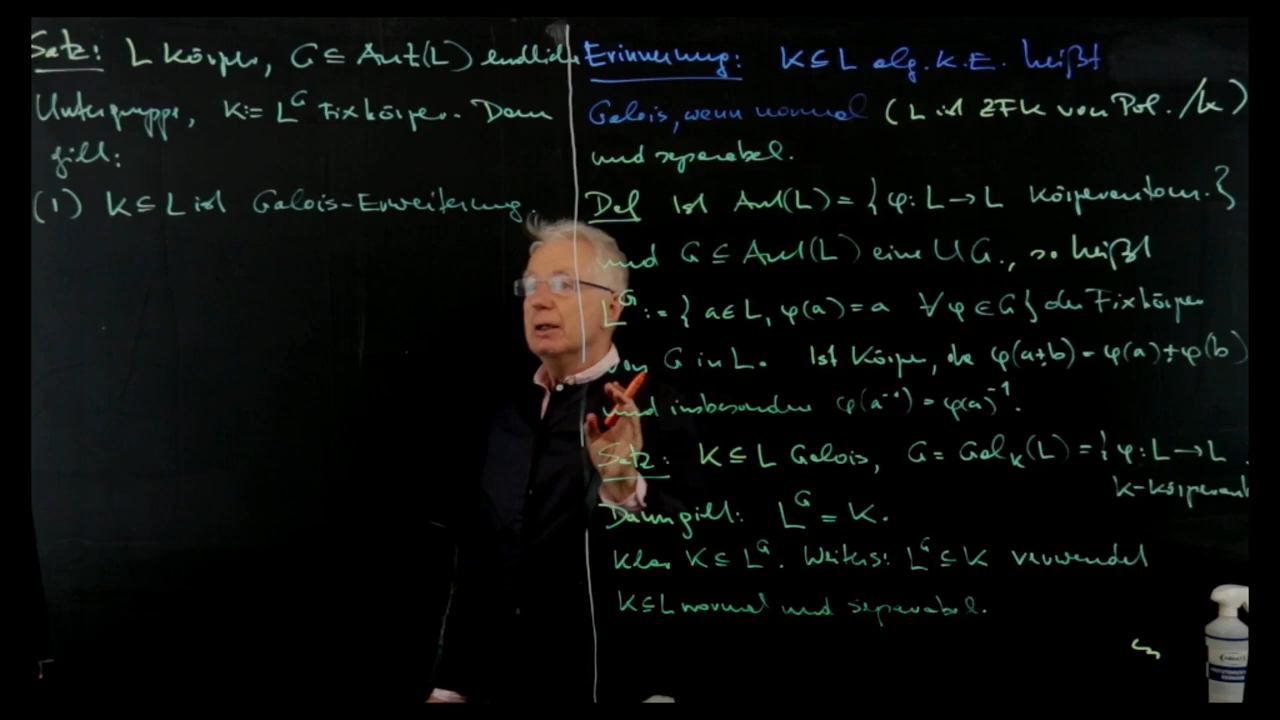 Satz: L Körper, G ⊆ Aut(L) endliche
Untergruppe, K := L^G Fixkörper. Dann
gilt:
(1) K ⊆ L ist Galois-Erweiterung.
Erinnerung: K ⊆ L alg. K.E. heißt
Galois, wenn normal (L ist ZFK von Pol. /K)
und separabel.
Def Ist Aut(L) = { φ: L → L Körperautom. }
und G ⊆ Aut(L) eine UG., so heißt
L^G := { a ∈ L, φ(a) = a ∀ φ ∈ G } der Fixkörper
von G in L. Ist Körper, da φ(a+b) = φ(a)+φ(b)
und insbesondere φ(a^-1) = φ(a)^-1.
Satz: K ⊆ L Galois, G = Gal_K(L) = { φ: L → L
K-Körper
Dann gilt: L^G = K.
Klar K ⊆ L^G. Weiters: L^G ⊆ K verwendet
K ⊆ L normal und separabel.